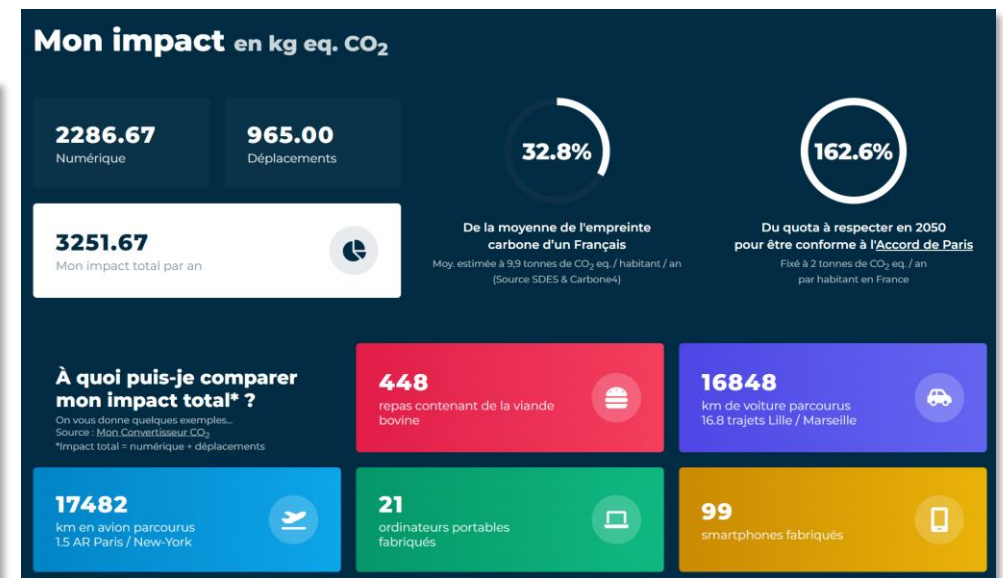 Mon impact en kg eq. CO₂
2286.67
Numérique
965.00
Déplacements
3251.67
Mon impact total par an
32.8%
De la moyenne de l'empreinte
carbone d'un Français
Moy. estimée à 9,9 tonnes de CO₂ eq. / habitant / an
(Source SDES & Carbone4)
162.6%
Du quota à respecter en 2050
pour être conforme à l'Accord de Paris
Fixé à 2 tonnes de CO₂ eq. / an
par habitant en France
À quoi puis-je comparer
mon impact total* ?
On vous donne quelques exemples...
Source : Mon Convertisseur CO₂
*Impact total = numérique + déplacements
448
repas contenant de la viande
bovine
16848
km de voiture parcourus
16.8 trajets Lille / Marseille
17482
km en avion parcourus
1.5 AR Paris / New-York
21
ordinateurs portables
fabriqués
99
smartphones fabriqués